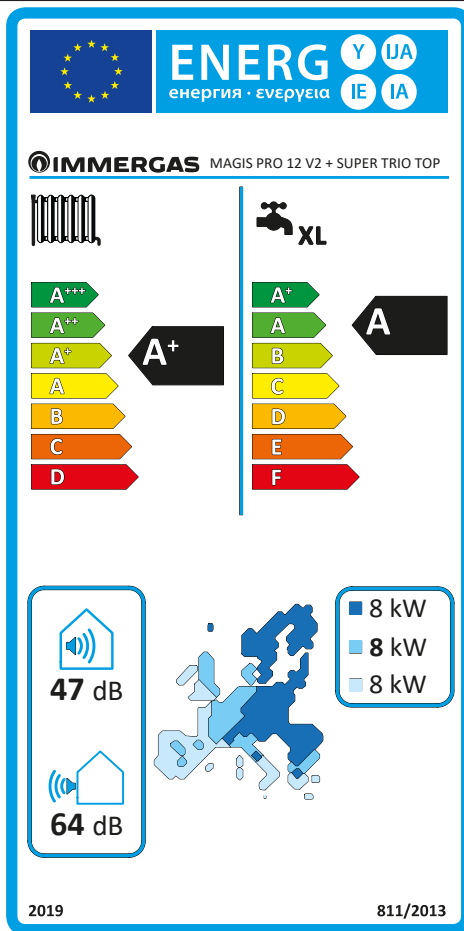 ENERG Y IJA
енергия · ενεργεια IE IA
IMMERGAS MAGIS PRO 12 V2 + SUPER TRIO TOP
XL
A+++
A++
A+
A
B
C
D
A+
A+
A
B
C
D
E
F
A
47 dB
64 dB
8 kW
8 kW
8 kW
2019
811/2013